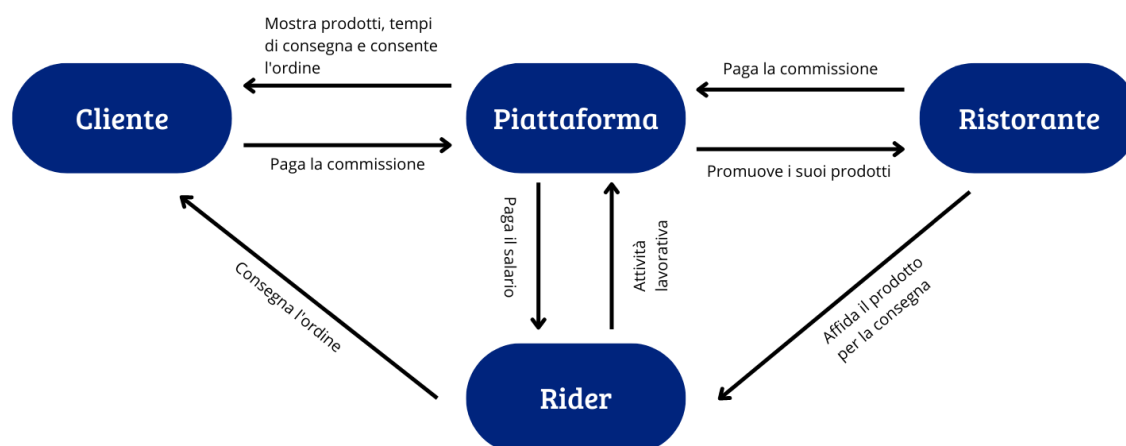 Mostra prodotti, tempi
di consegna e consente
l'ordine
Paga la commissione
Cliente
Piattaforma
Ristorante
Paga la commissione
Promuove i suoi prodotti
Paga il salario
Attività
lavorativa
Consegna l'ordine
Affida il prodotto
per la consegna
Rider